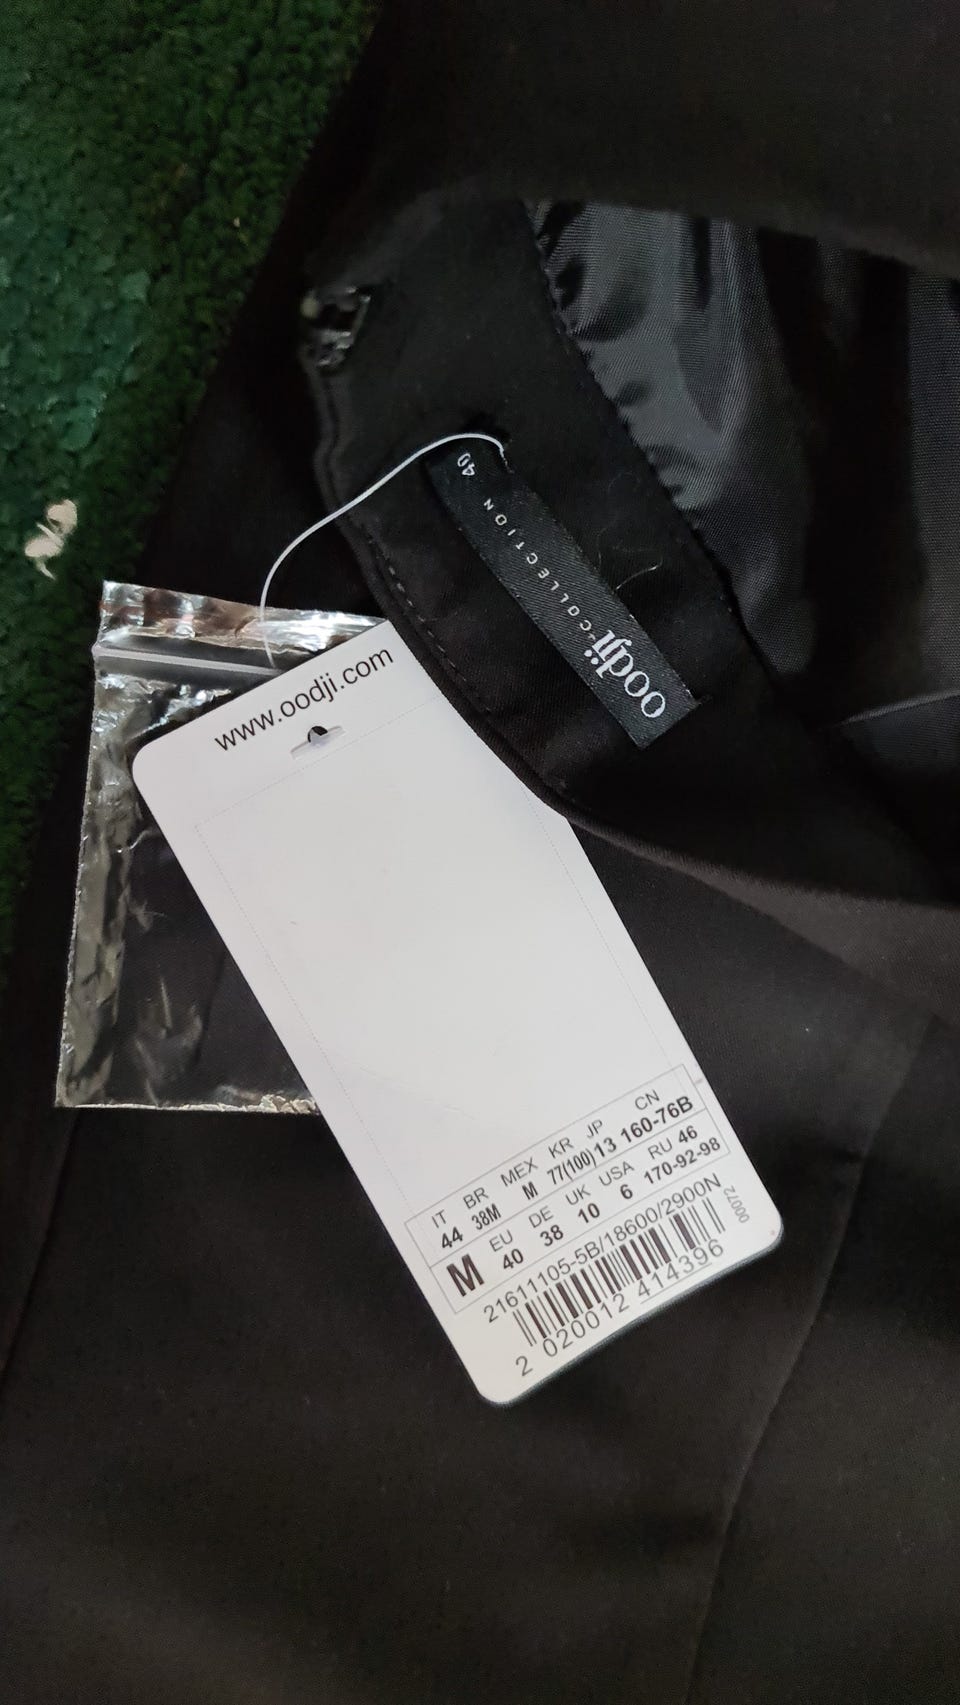 oodji
COLLECTION
40
www.oodji.com
IT BR MEX KR JP CN
44 38M M 77(100) 13 160-76B
M EU DE UK USA RU 46
40 38 10 6 170-92-98
21611105-5B/18600/2900N
00072
2 020012 414396